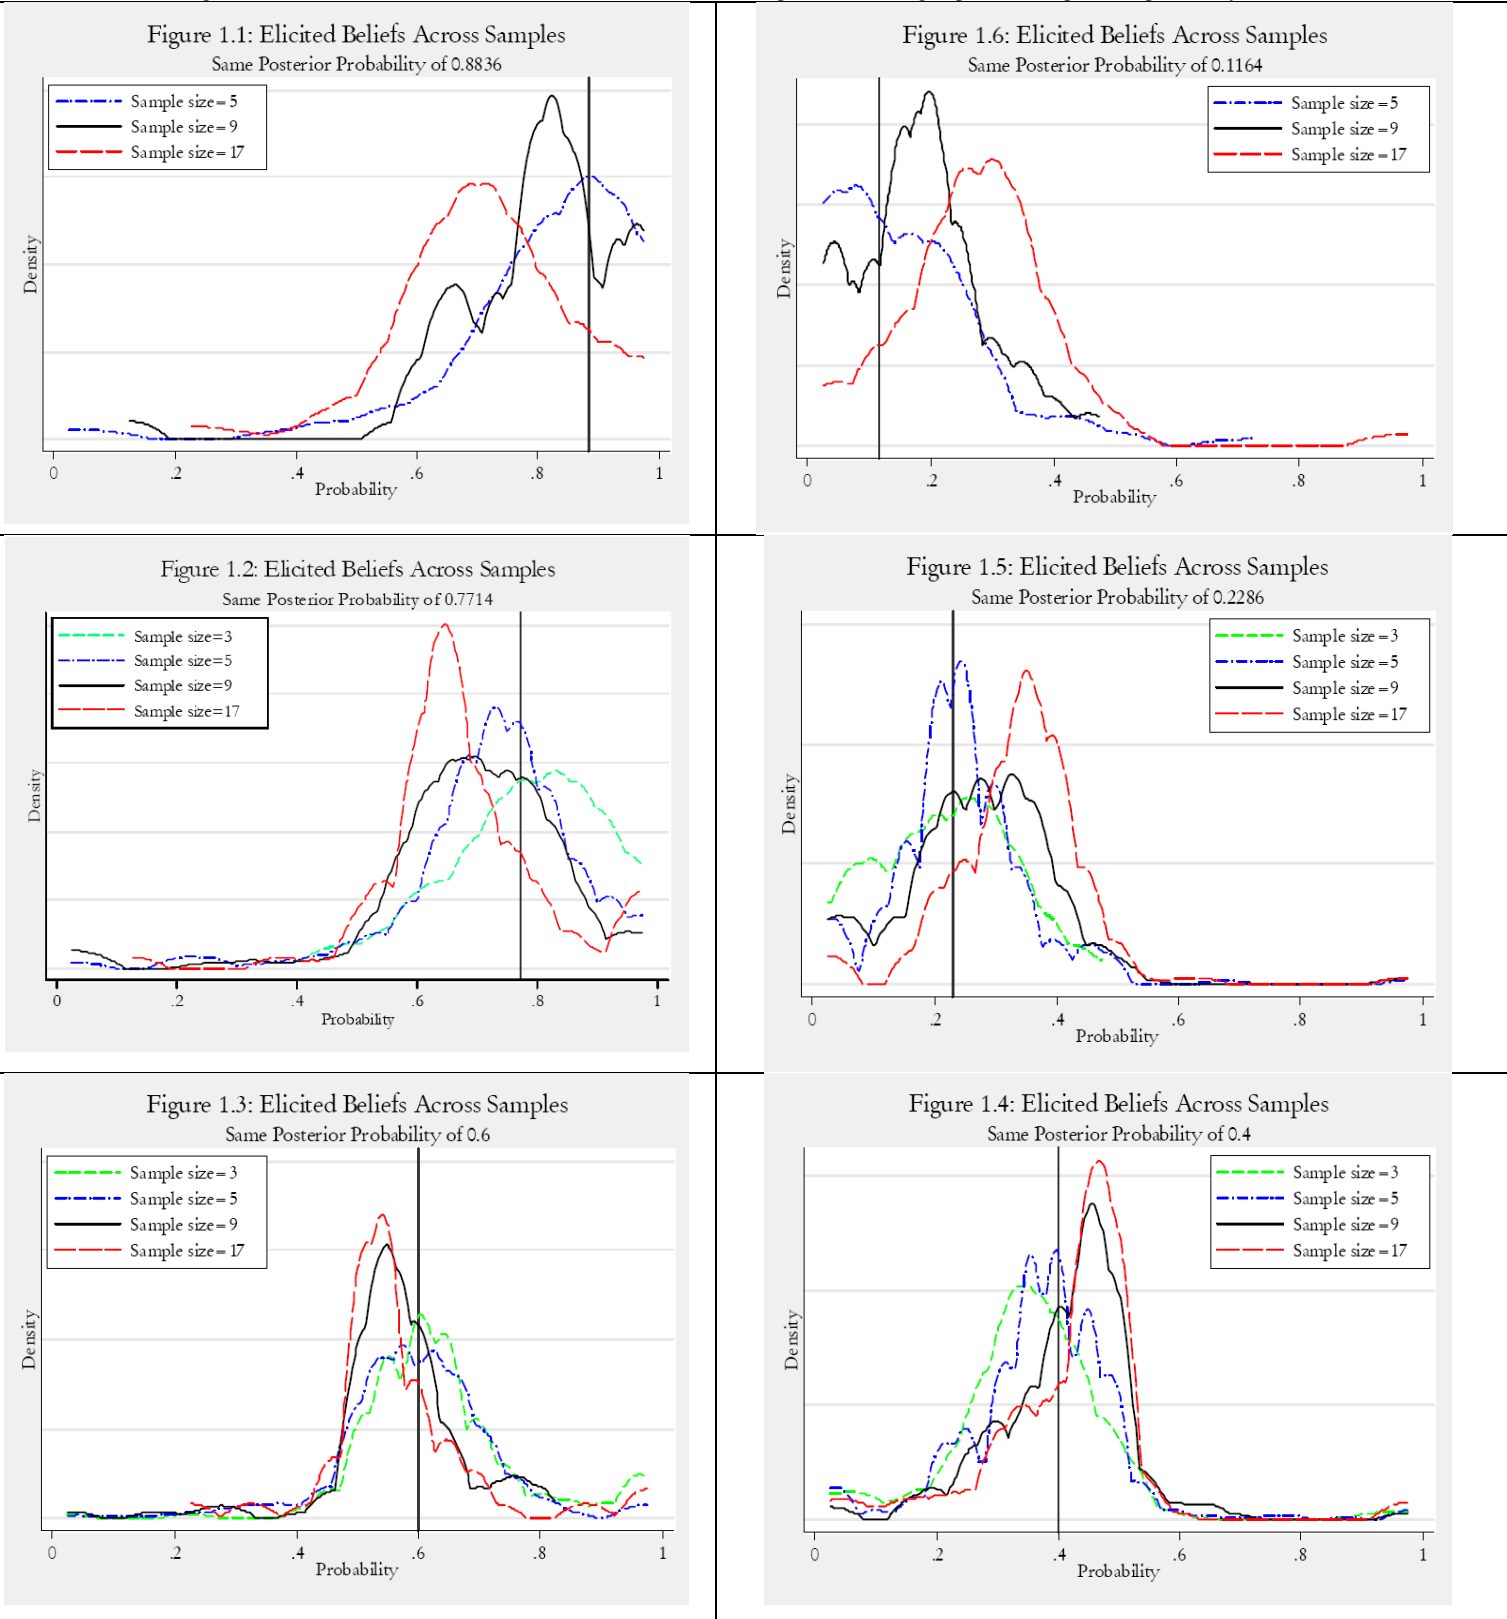 Figure 1.1: Elicited Beliefs Across Samples
Same Posterior Probability of 0.8836
Sample size=5
Sample size=9
Sample size=17
Density
0 .2 .4 .6 .8 1
Probability
Figure 1.6: Elicited Beliefs Across Samples
Same Posterior Probability of 0.1164
Sample size=5
Sample size=9
Sample size=17
Density
0 .2 .4 .6 .8 1
Probability
Figure 1.2: Elicited Beliefs Across Samples
Same Posterior Probability of 0.7714
Sample size=3
Sample size=5
Sample size=9
Sample size=17
Density
0 .2 .4 .6 .8 1
Probability
Figure 1.5: Elicited Beliefs Across Samples
Same Posterior Probability of 0.2286
Sample size=3
Sample size=5
Sample size=9
Sample size=17
Density
0 .2 .4 .6 .8 1
Probability
Figure 1.3: Elicited Beliefs Across Samples
Same Posterior Probability of 0.6
Sample size=3
Sample size=5
Sample size=9
Sample size=17
Density
0 .2 .4 .6 .8 1
Probability
Figure 1.4: Elicited Beliefs Across Samples
Same Posterior Probability of 0.4
Sample size=3
Sample size=5
Sample size=9
Sample size=17
Density
0 .2 .4 .6 .8 1
Probability